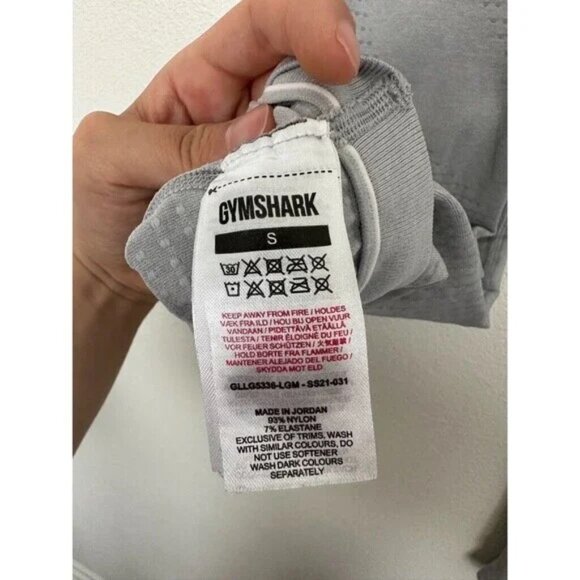 GYMSHARK
S
30
KEEP AWAY FROM FIRE / HOLDES
VÆK FRA ILD / HOU BIJ OPEN VUUR
VANDAAN / PIDETTÄVÄ ETÄÄLLÄ
TULESTA / TENIR ÉLOIGNÉ DU FEU /
VOR FEUER SCHÜTZEN / 火気厳禁 /
HOLD BORTE FRA FLAMMER /
MANTENER ALEJADO DEL FUEGO /
SKYDDA MOT ELD
GLLG5336-LGM - SS21-031
MADE IN JORDAN
93% NYLON
7% ELASTANE
EXCLUSIVE OF TRIMS, WASH
WITH SIMILAR COLOURS, DO
NOT USE SOFTENER
WASH DARK COLOURS
SEPARATELY